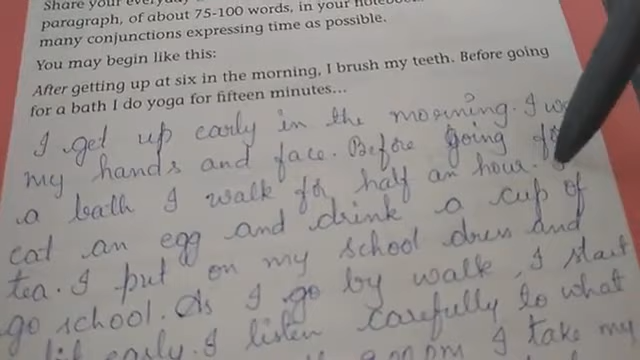 Share your everyday
paragraph, of about 75-100 words, in your notebook
many conjunctions expressing time as possible.
You may begin like this:
After getting up at six in the morning, I brush my teeth. Before going
for a bath I do yoga for fifteen minutes...
I get up early in the morning. I
my hands and face. Before going for
a bath I walk for half an hour. I
eat an egg and drink a cup of
tea. I put on my school dress and
go school. As I go by walk, I start
little early. I listen carefully to what
I take my